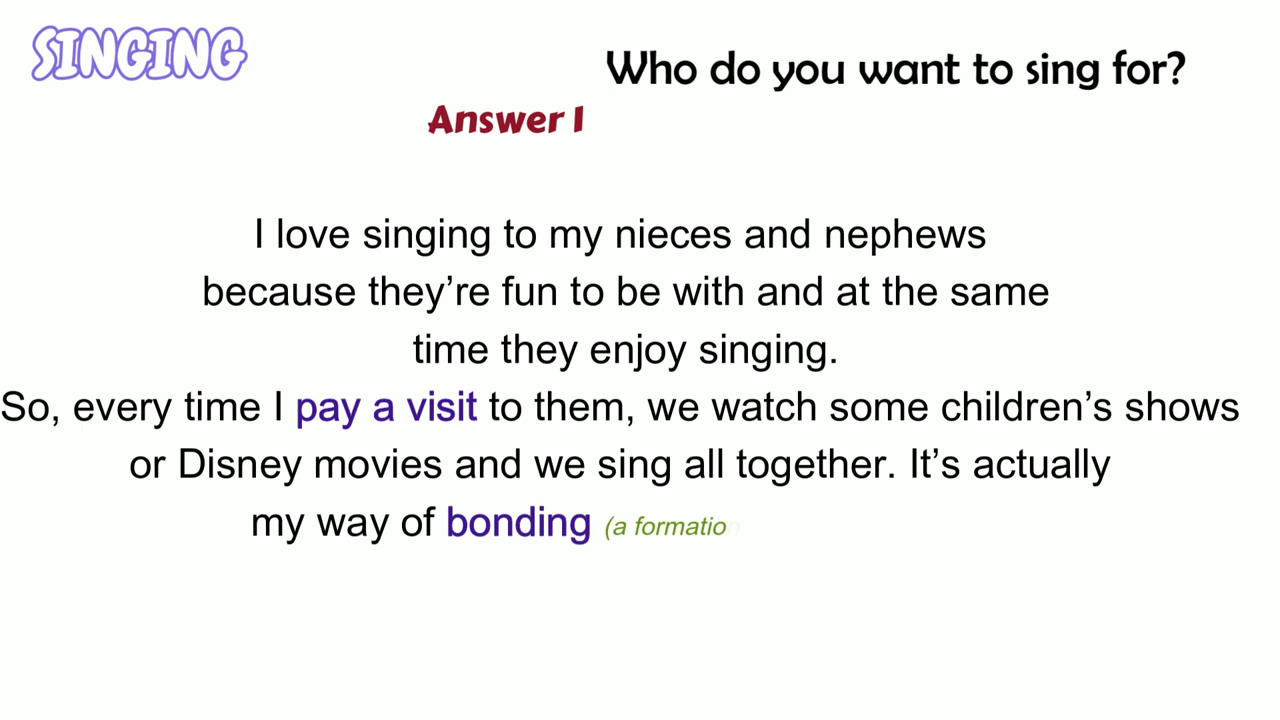 SINGING
Who do you want to sing for?
Answer 1
I love singing to my nieces and nephews
because they're fun to be with and at the same
time they enjoy singing.
So, every time I pay a visit to them, we watch some children's shows
or Disney movies and we sing all together. It's actually
my way of bonding (a formation